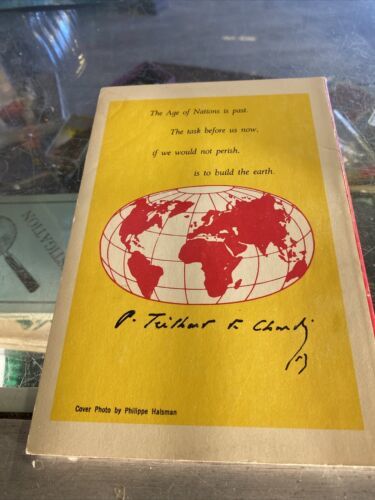 The Age of Nations is past.
The task before us now,
if we would not perish,
is to build the earth.
P. Teilhard de Chardin
Cover Photo by Philippe Halsman